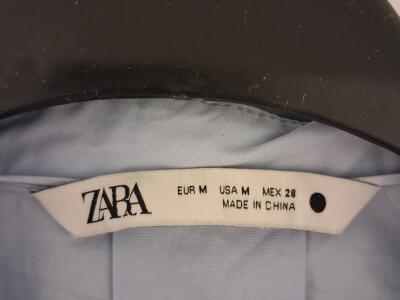 ZARA
EUR M USA M MEX 28
MADE IN CHINA